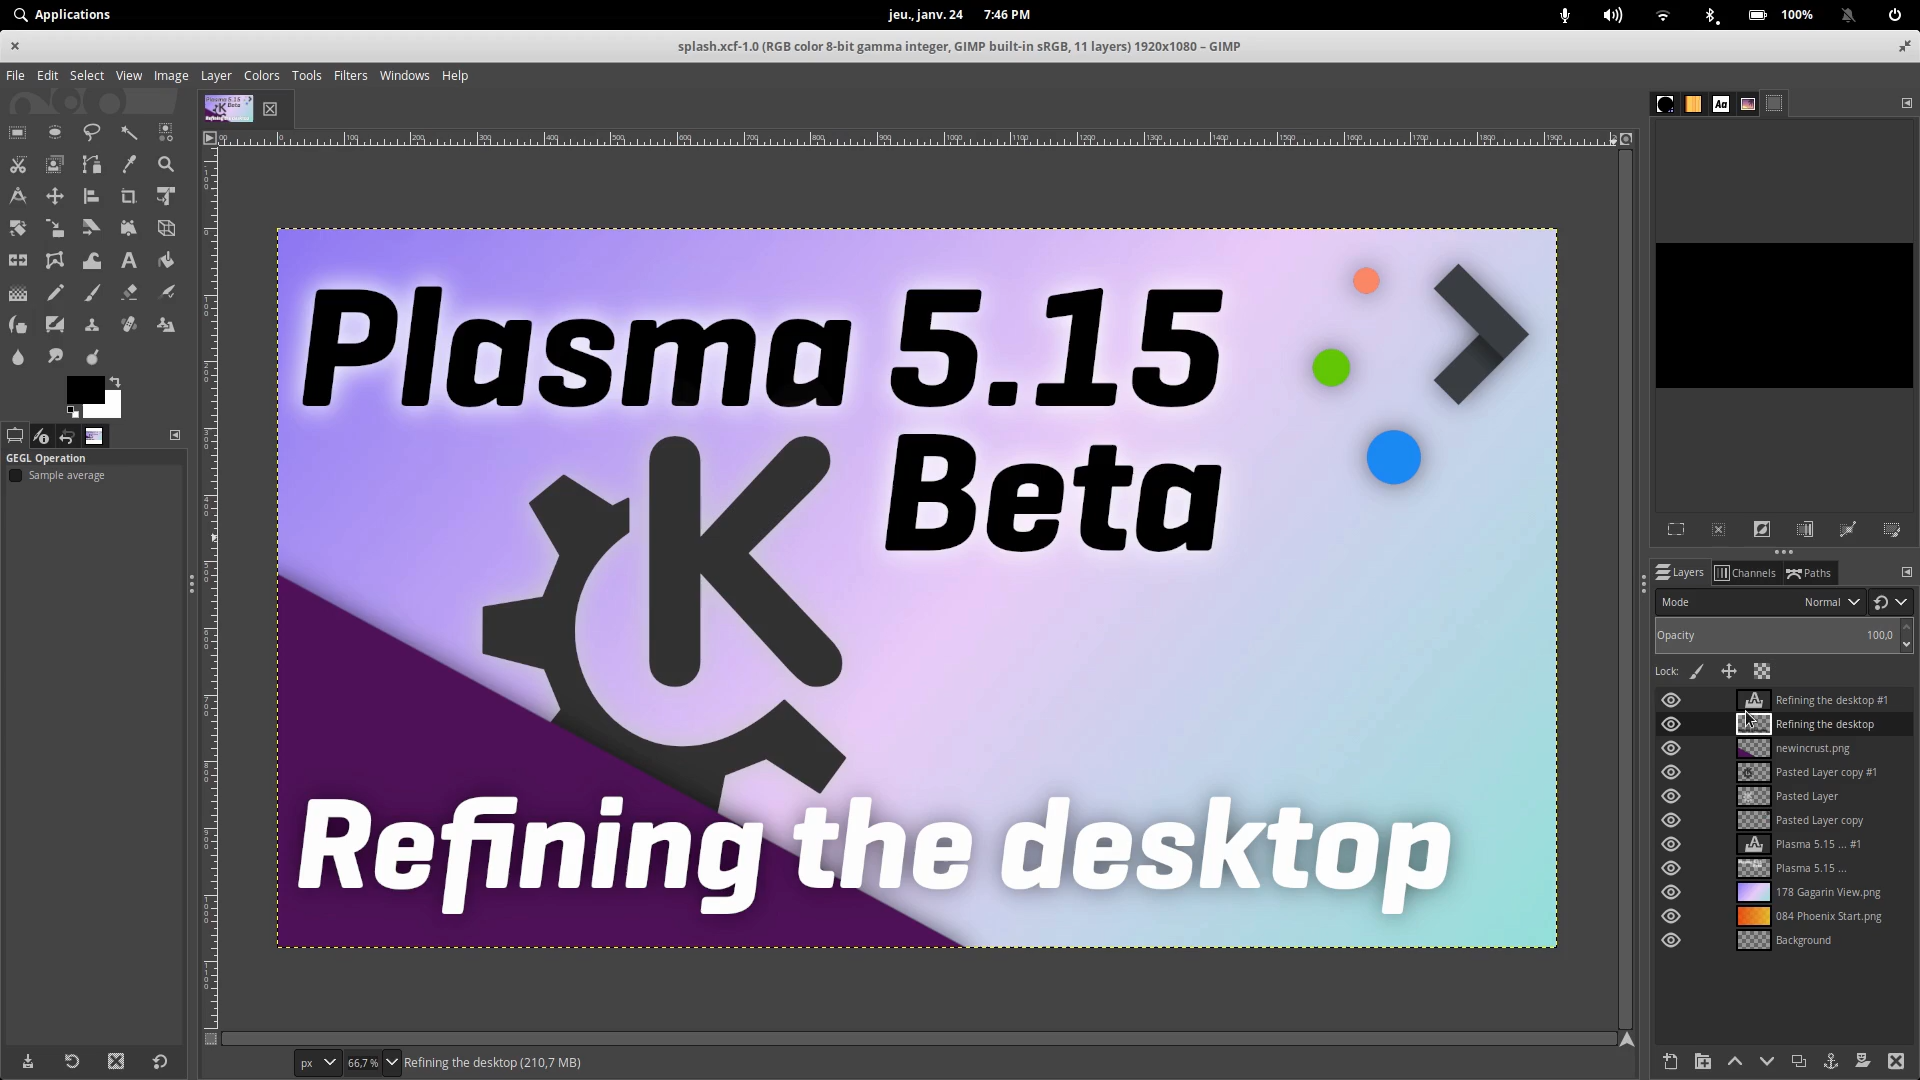 Applications
jeu., janv. 24 7:46 PM
100%
splash.xcf-1.0 (RGB color 8-bit gamma integer, GIMP built-in sRGB, 11 layers) 1920x1080 – GIMP
File Edit Select View Image Layer Colors Tools Filters Windows Help
GEGL Operation
Sample average
Plasma 5.15
Beta
Refining the desktop
Layers Channels Paths
Mode Normal
Opacity 100,0
Lock:
Refining the desktop #1
Refining the desktop
newincrust.png
Pasted Layer copy #1
Pasted Layer
Pasted Layer copy
Plasma 5.15 ... #1
Plasma 5.15 ...
178 Gagarin View.png
084 Phoenix Start.png
Background
px 66,7 % Refining the desktop (210,7 MB)